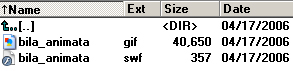 Name Ext Size Date
[..] <DIR> 04/17/2006
bila_animata gif 40,650 04/17/2006
bila_animata swf 357 04/17/2006